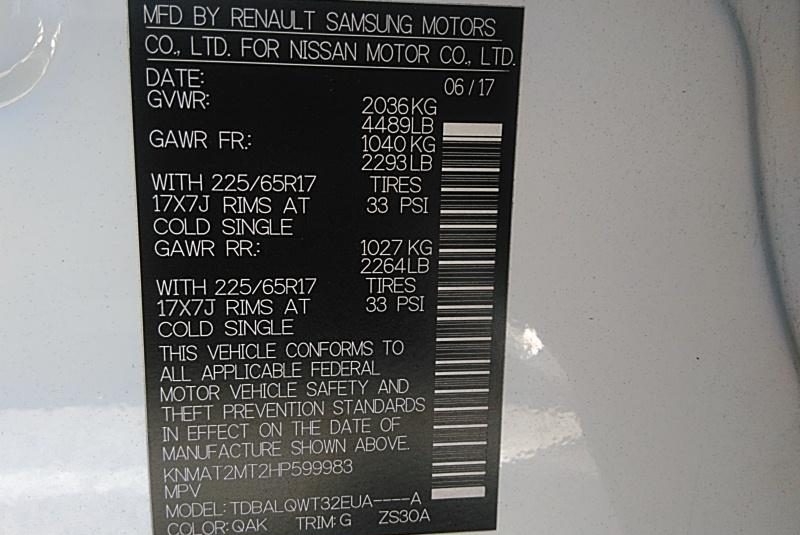 MFD BY RENAULT SAMSUNG MOTORS
CO., LTD. FOR NISSAN MOTOR CO., LTD.
DATE: 06/17
GVWR: 2036KG
4489LB
GAWR FR.: 1040 KG
2293LB
WITH 225/65R17 TIRES
17X7J RIMS AT 33 PSI
COLD SINGLE
GAWR RR.: 1027 KG
2264LB
WITH 225/65R17 TIRES
17X7J RIMS AT 33 PSI
COLD SINGLE
THIS VEHICLE CONFORMS TO
ALL APPLICABLE FEDERAL
MOTOR VEHICLE SAFETY AND
THEFT PREVENTION STANDARDS
IN EFFECT ON THE DATE OF
MANUFACTURE SHOWN ABOVE.
KNMAT2MT2HP599983
MPV
MODEL: TDBALQWT32EUA----A
COLOR: QAK TRIM: G ZS30A